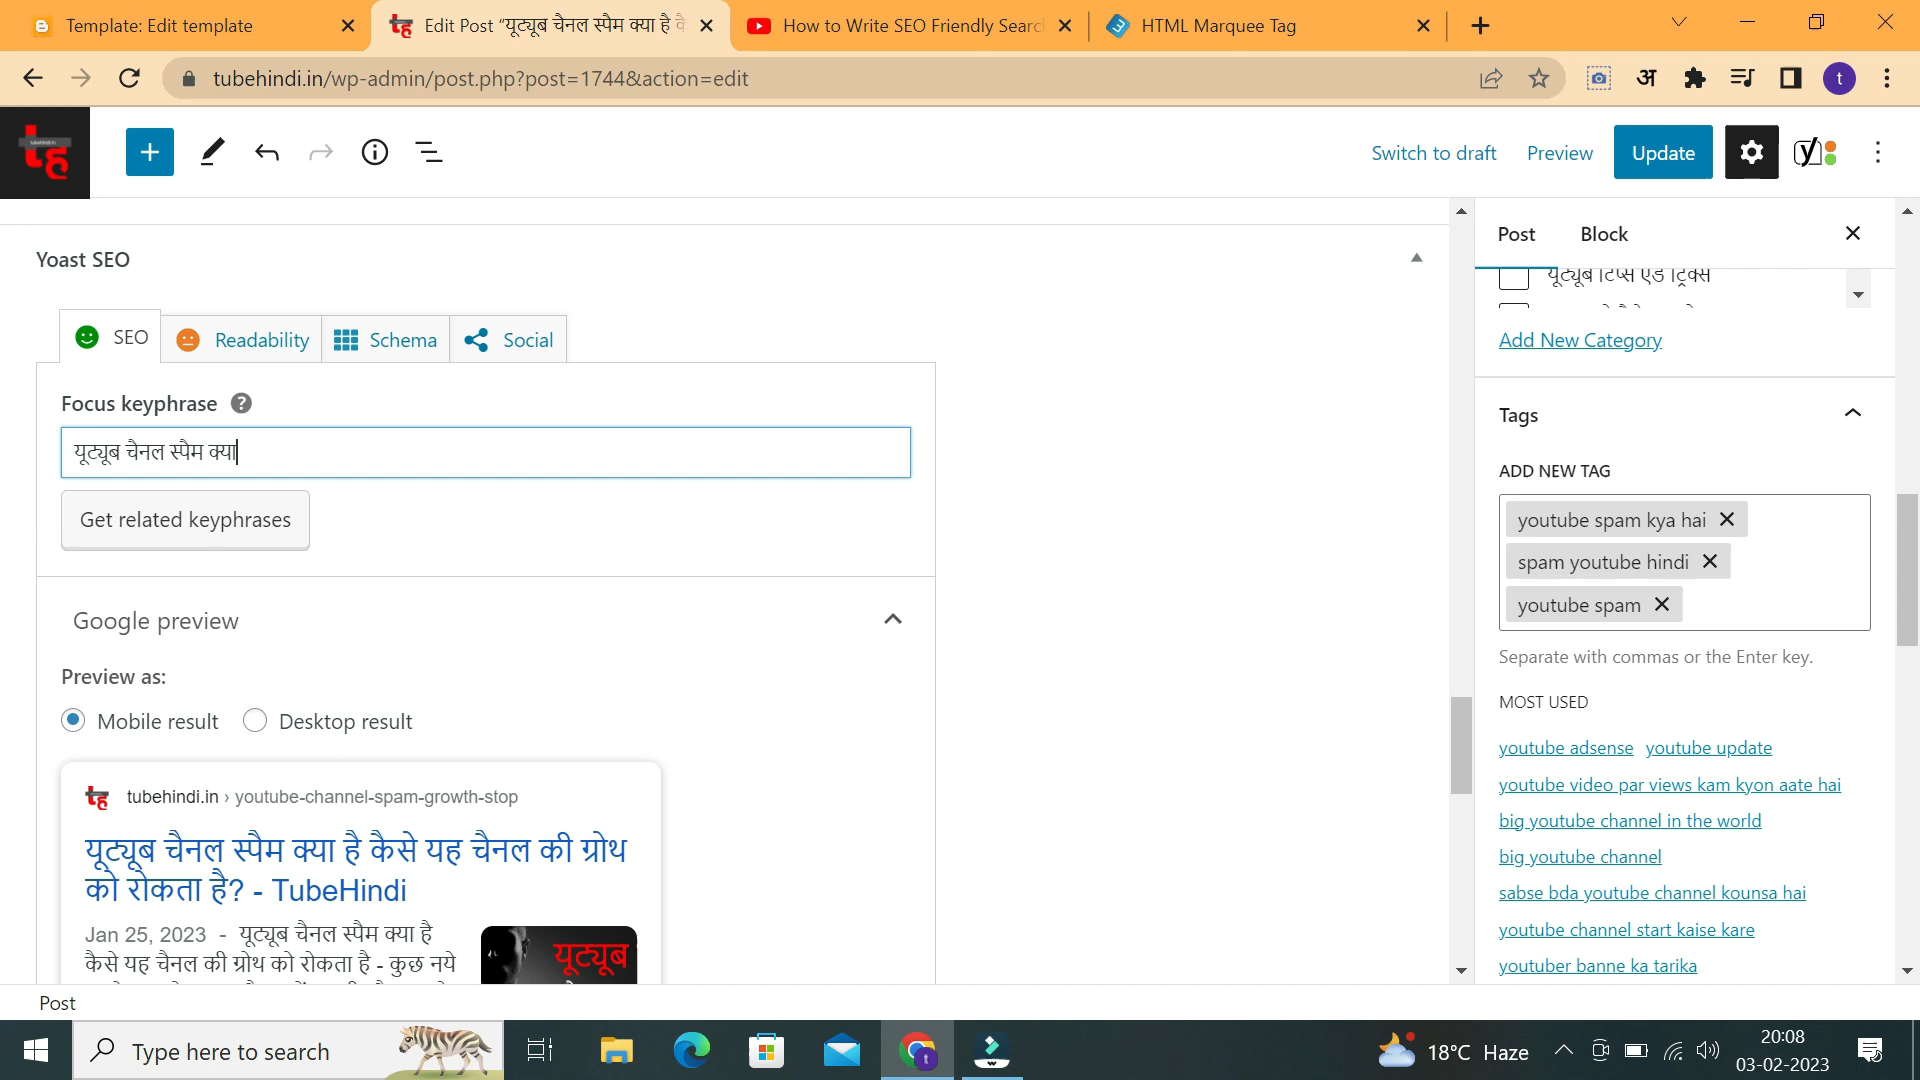 Template: Edit template
Edit Post “यूट्यूब चैनल स्पैम क्या है
How to Write SEO Friendly Searc
HTML Marquee Tag
tubehindi.in/wp-admin/post.php?post=1744&action=edit
अ
t
Switch to draft
Preview
Update
Yoast SEO
SEO
Readability
Schema
Social
Focus keyphrase
यूट्यूब चैनल स्पैम क्या
Get related keyphrases
Google preview
Preview as:
Mobile result
Desktop result
tubehindi.in › youtube-channel-spam-growth-stop
यूट्यूब चैनल स्पैम क्या है कैसे यह चैनल की ग्रोथ
को रोकता है? - TubeHindi
Jan 25, 2023 - यूट्यूब चैनल स्पैम क्या है
कैसे यह चैनल की ग्रोथ को रोकता है - कुछ नये
यूट्यूब
Post
Block
यूट्यूब टिप्स एंड ट्रिक्स
Add New Category
Tags
ADD NEW TAG
youtube spam kya hai
spam youtube hindi
youtube spam
Separate with commas or the Enter key.
MOST USED
youtube adsense youtube update
youtube video par views kam kyon aate hai
big youtube channel in the world
big youtube channel
sabse bda youtube channel kounsa hai
youtube channel start kaise kare
youtuber banne ka tarika
Post
Type here to search
18°C Haze
20:08
03-02-2023